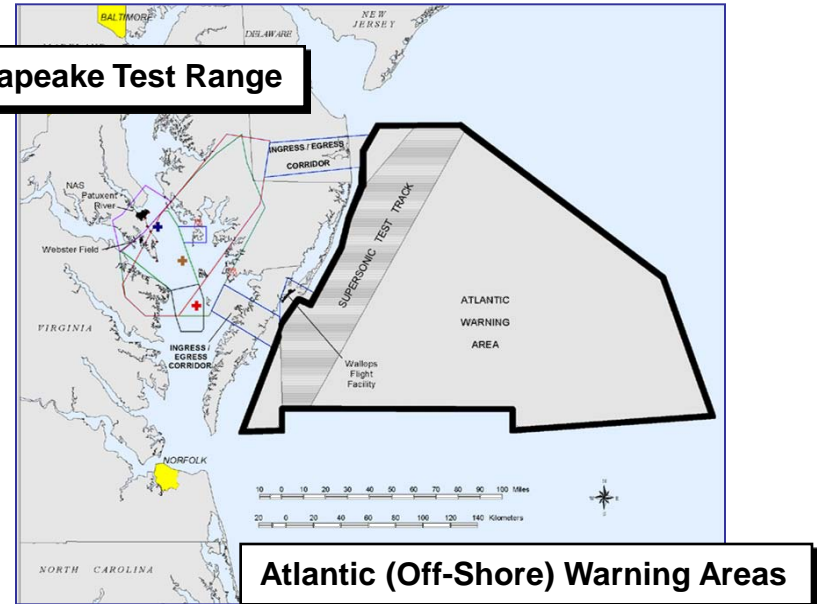 BALTIMORE
NEW
JERSEY
DELAWARE
apeake Test Range
INGRESS / EGRESS
CORRIDOR
NAS
Patuxent
River
Webster Field
SUPERSONIC TEST TRACK
ATLANTIC
WARNING
AREA
VIRGINIA
INGRESS /
EGRESS
CORRIDOR
Wallops
Flight
Facility
NORFOLK
10 0 10 20 30 40 50 60 70 80 90 100 Miles
20 0 20 40 60 80 100 120 140 Kilometers
NORTH CAROLINA
Atlantic (Off-Shore) Warning Areas